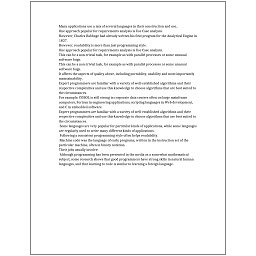 Many applications use a mix of several languages in their construction and use.
One approach popular for requirements analysis is Use Case analysis.
However, Charles Babbage had already written his first program for the Analytical Engine in
1837.
However, readability is more than just programming style.
One approach popular for requirements analysis is Use Case analysis.
This can be a non-trivial task, for example as with parallel processes or some unusual
software bugs.
This can be a non-trivial task, for example as with parallel processes or some unusual
software bugs.
It affects the aspects of quality above, including portability, usability and most importantly
maintainability.
Expert programmers are familiar with a variety of well-established algorithms and their
respective complexities and use this knowledge to choose algorithms that are best suited to
the circumstances.
For example, COBOL is still strong in corporate data centers often on large mainframe
computers, Fortran in engineering applications, scripting languages in Web development,
and C in embedded software.
Expert programmers are familiar with a variety of well-established algorithms and their
respective complexities and use this knowledge to choose algorithms that are best suited to
the circumstances.
Some languages are very popular for particular kinds of applications, while some languages
are regularly used to write many different kinds of applications.
Following a consistent programming style often helps readability.
Machine code was the language of early programs, written in the instruction set of the
particular machine, often in binary notation.
Their jobs usually involve:
Although programming has been presented in the media as a somewhat mathematical
subject, some research shows that good programmers have strong skills in natural human
languages, and that learning to code is similar to learning a foreign language.